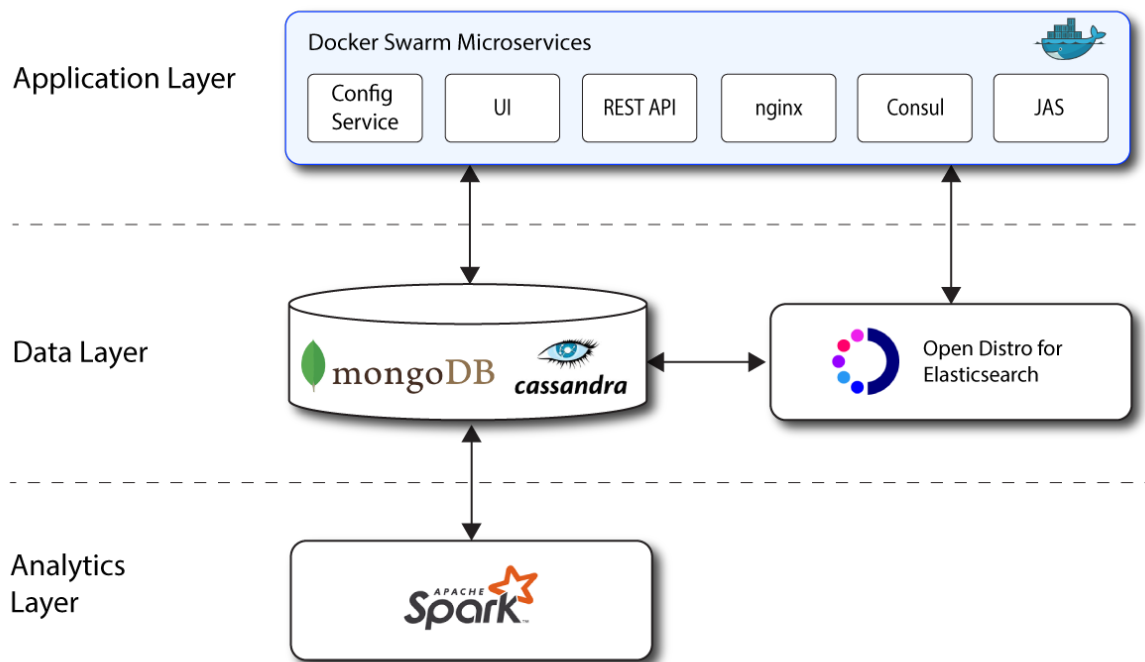 Docker Swarm Microservices
Application Layer
Config
Service
UI
REST API
nginx
Consul
JAS
Data Layer
mongoDB
cassandra
Open Distro for
Elasticsearch
Analytics
Layer
APACHE
Spark™